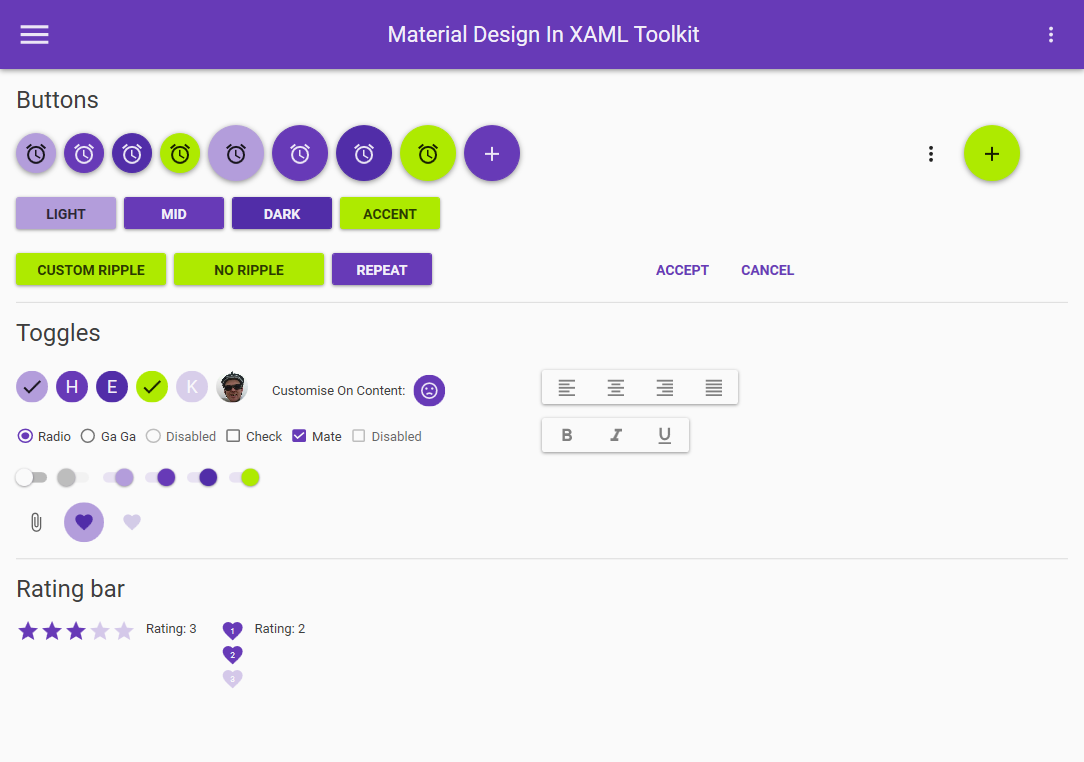 Material Design In XAML Toolkit
Buttons
LIGHT MID DARK ACCENT
CUSTOM RIPPLE NO RIPPLE REPEAT ACCEPT CANCEL
Toggles
H E K Customise On Content:
Radio Ga Ga Disabled Check Mate Disabled
B I U
Rating bar
Rating: 3 1 Rating: 2
2
3